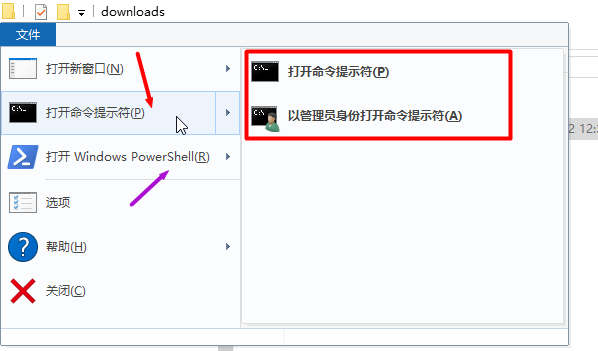 downloads
文件
打开新窗口(N)
打开命令提示符(P)
打开 Windows PowerShell(R)
选项
帮助(H)
关闭(C)
打开命令提示符(P)
以管理员身份打开命令提示符(A)